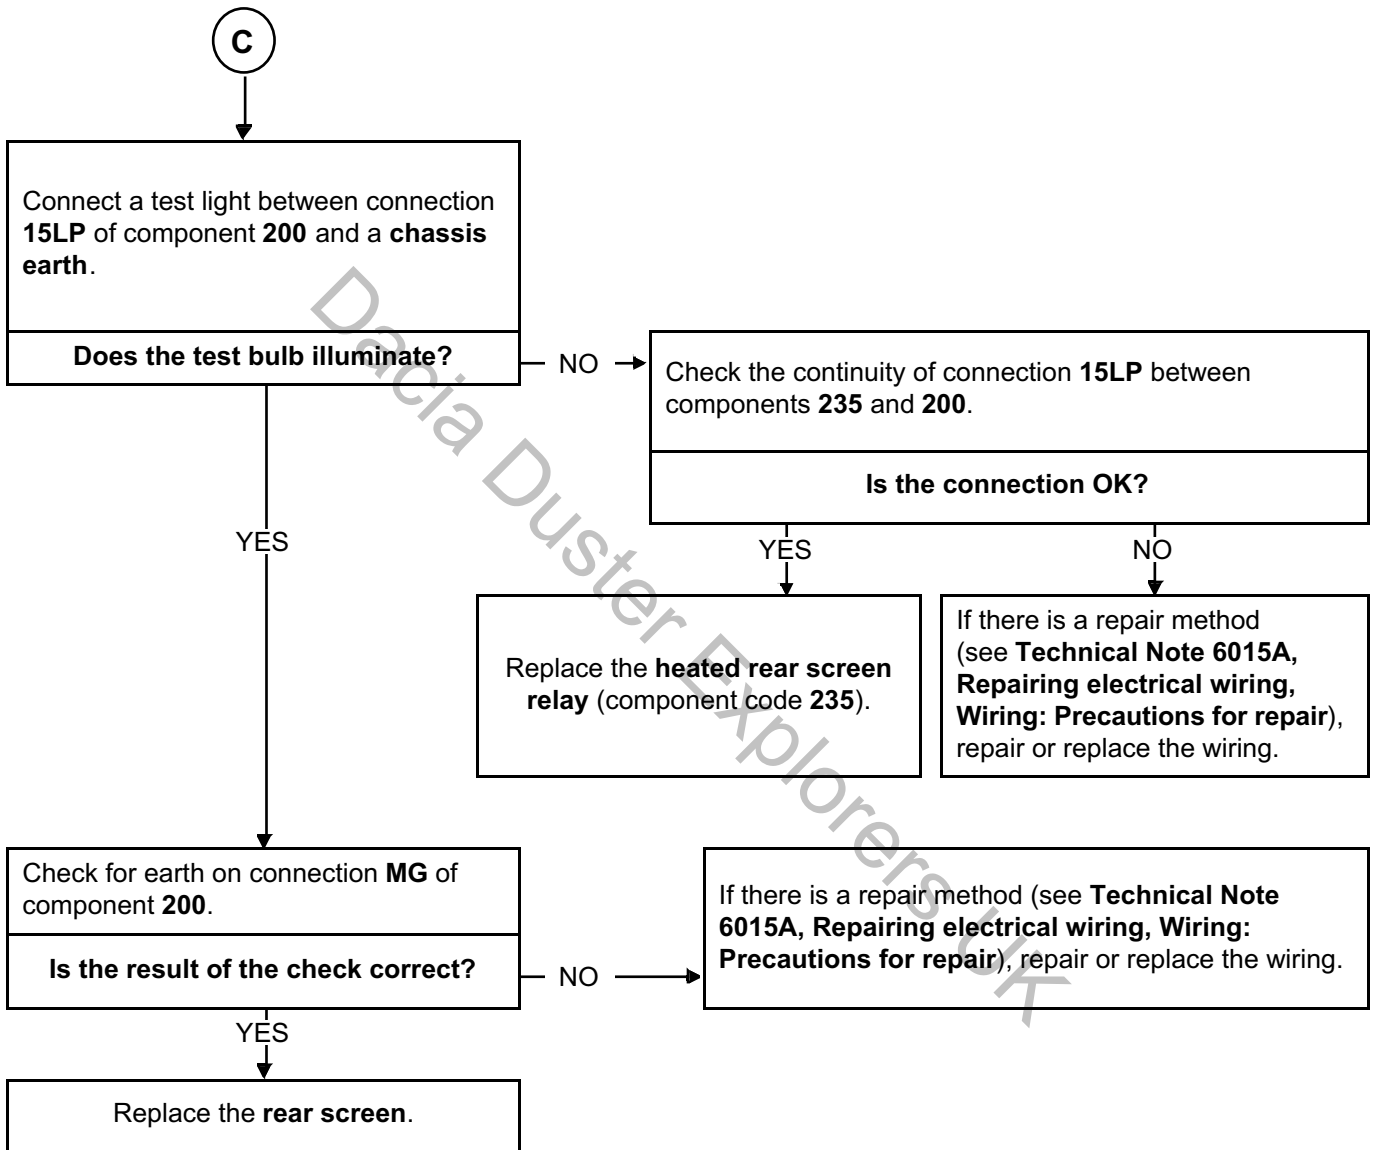 C
Connect a test light between connection
15LP of component 200 and a chassis
earth.
Does the test bulb illuminate?
NO
Check the continuity of connection 15LP between
components 235 and 200.
Is the connection OK?
YES
YES
NO
Replace the heated rear screen
relay (component code 235).
If there is a repair method
(see Technical Note 6015A,
Repairing electrical wiring,
Wiring: Precautions for repair),
repair or replace the wiring.
Check for earth on connection MG of
component 200.
Is the result of the check correct?
NO
If there is a repair method (see Technical Note
6015A, Repairing electrical wiring, Wiring:
Precautions for repair), repair or replace the wiring.
YES
Replace the rear screen.
Dacia Duster Explorers UK